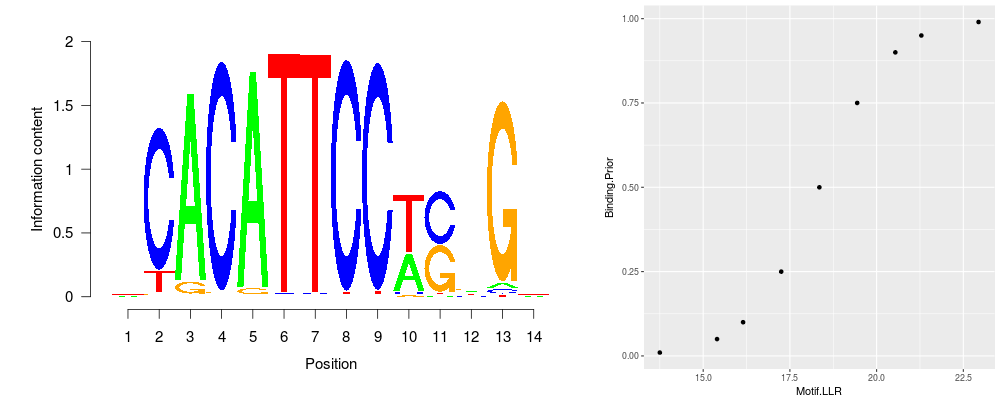 2
1.5
1
0.5
0
Information content
C A C A T T C C T C G
T G G A G A
1 2 3 4 5 6 7 8 9 10 11 12 13 14
Position
1.00
0.75
0.50
0.25
0.00
Binding.Prior
15.0 17.5 20.0 22.5
Motif.LLR